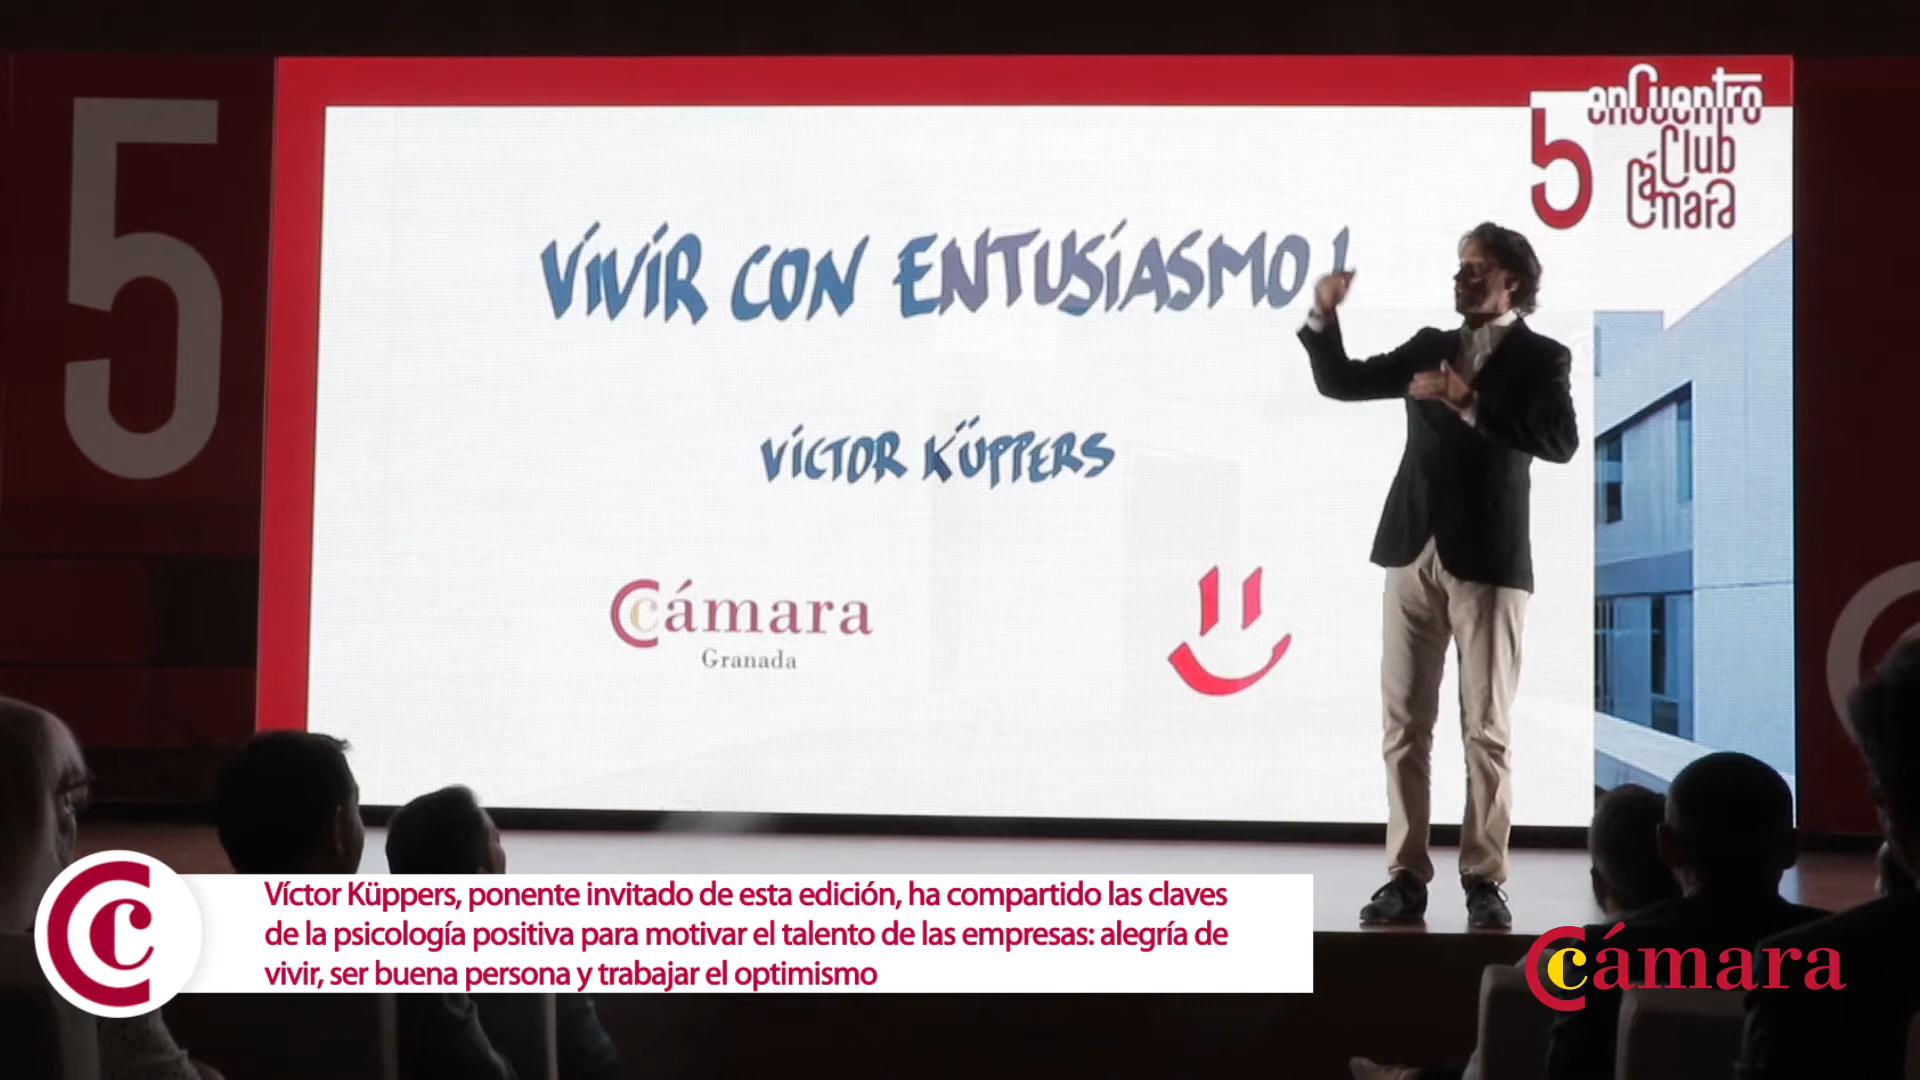 5
5 enCuentro
Club
Cámara
VIVIR CON ENTUSIASMO!
VÍCTOR KÜPPERS
Cámara
Granada
Víctor Küppers, ponente invitado de esta edición, ha compartido las claves
de la psicología positiva para motivar el talento de las empresas: alegría de
vivir, ser buena persona y trabajar el optimismo
Cámara